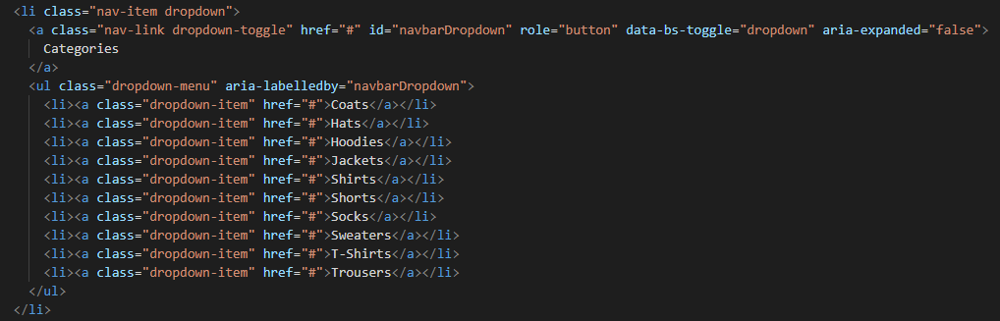 <li class="nav-item dropdown">
<a class="nav-link dropdown-toggle" href="#" id="navbarDropdown" role="button" data-bs-toggle="dropdown" aria-expanded="false">
Categories
</a>
<ul class="dropdown-menu" aria-labelledby="navbarDropdown">
<li><a class="dropdown-item" href="#">Coats</a></li>
<li><a class="dropdown-item" href="#">Hats</a></li>
<li><a class="dropdown-item" href="#">Hoodies</a></li>
<li><a class="dropdown-item" href="#">Jackets</a></li>
<li><a class="dropdown-item" href="#">Shirts</a></li>
<li><a class="dropdown-item" href="#">Shorts</a></li>
<li><a class="dropdown-item" href="#">Socks</a></li>
<li><a class="dropdown-item" href="#">Sweaters</a></li>
<li><a class="dropdown-item" href="#">T-Shirts</a></li>
<li><a class="dropdown-item" href="#">Trousers</a></li>
</ul>
</li>